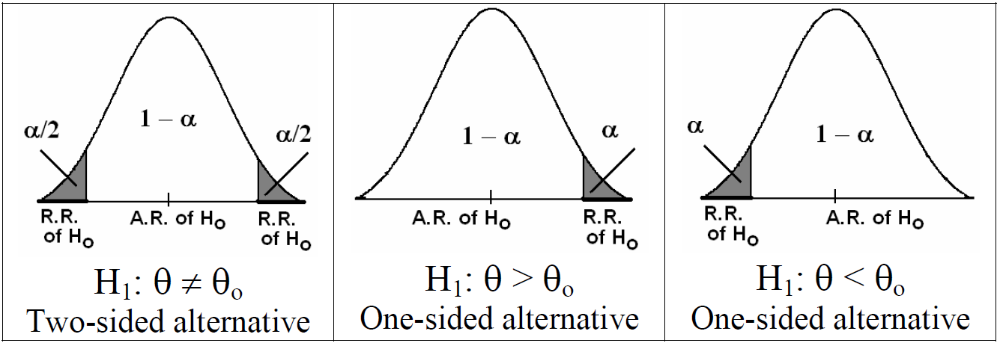 α/2
1 – α
α/2
R.R.
of Ho
A.R. of Ho
R.R.
of Ho
H1: θ ≠ θo
Two-sided alternative
1 – α
α
A.R. of Ho
R.R.
of Ho
H1: θ > θo
One-sided alternative
α
1 – α
R.R.
of Ho
A.R. of Ho
H1: θ < θo
One-sided alternative